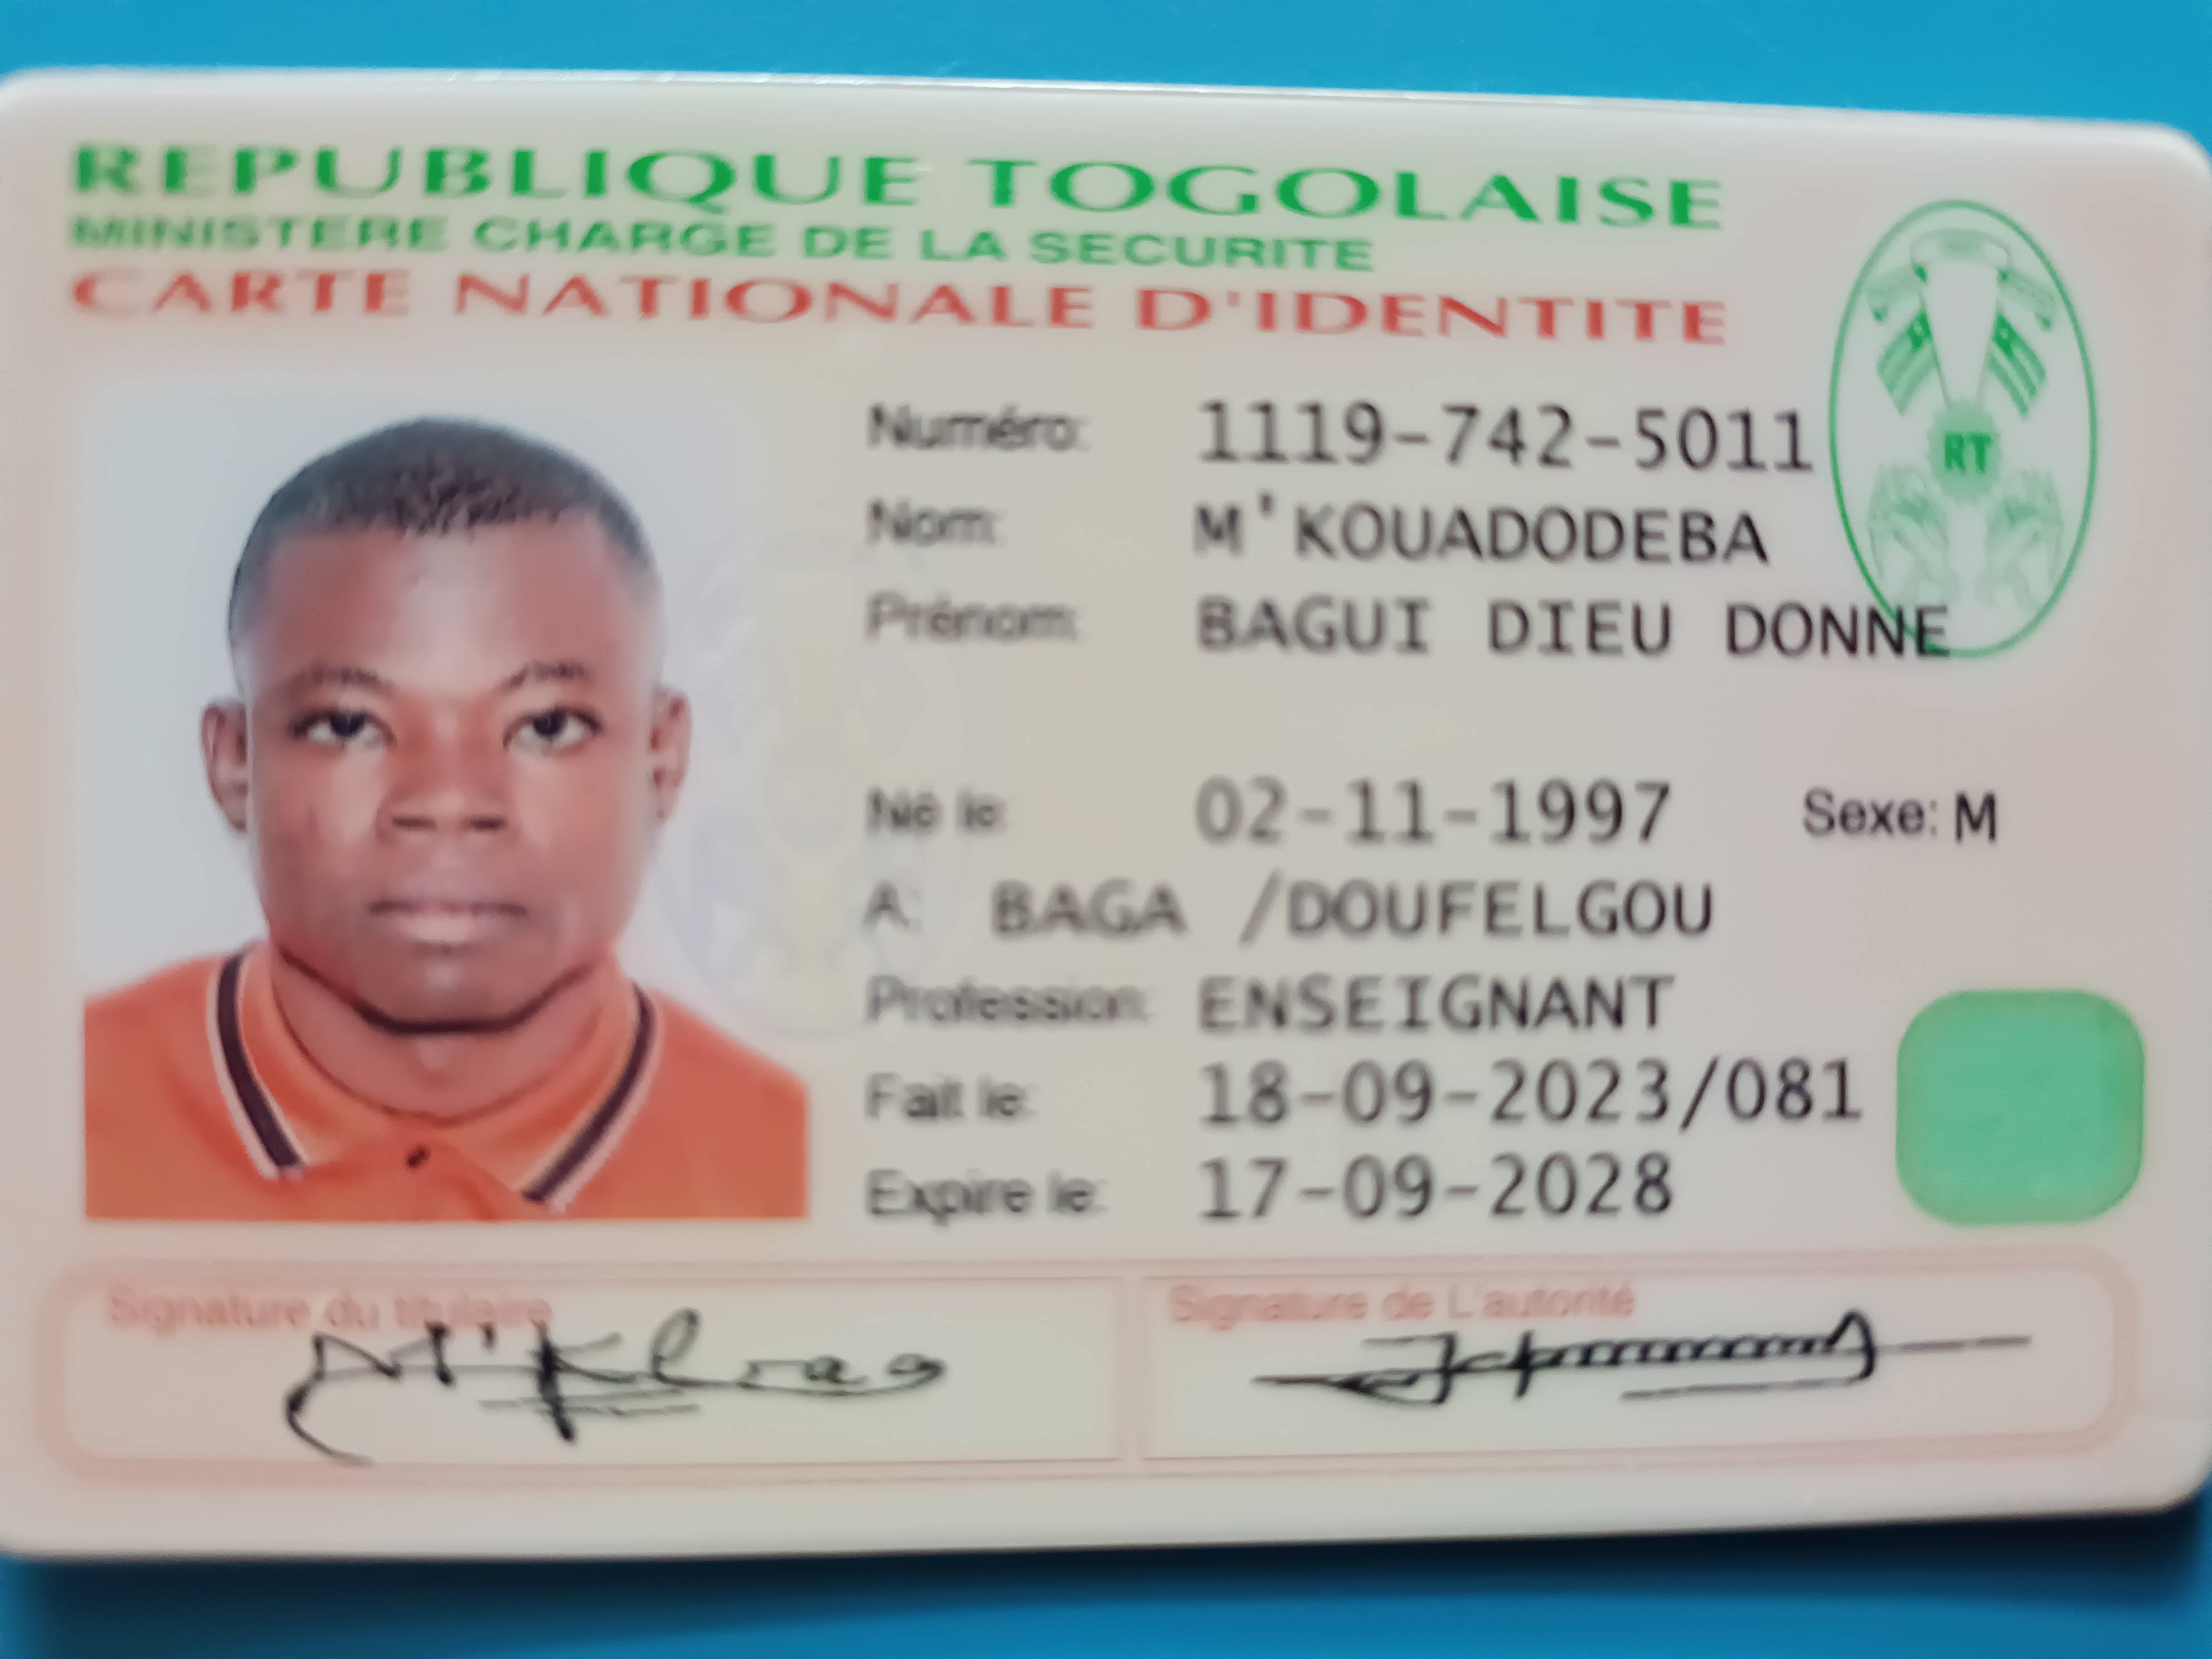 REPUBLIQUE TOGOLAISE
MINISTERE CHARGE DE LA SECURITE
CARTE NATIONALE D'IDENTITE
RT
Numéro: 1119-742-5011
Nom: M'KOUADODEBA
Prénom: BAGUI DIEU DONNE
Né le: 02-11-1997 Sexe: M
A: BAGA /DOUFELGOU
Profession: ENSEIGNANT
Fait le: 18-09-2023/081
Expire le: 17-09-2028
Signature du titulaire Signature de L'autorité